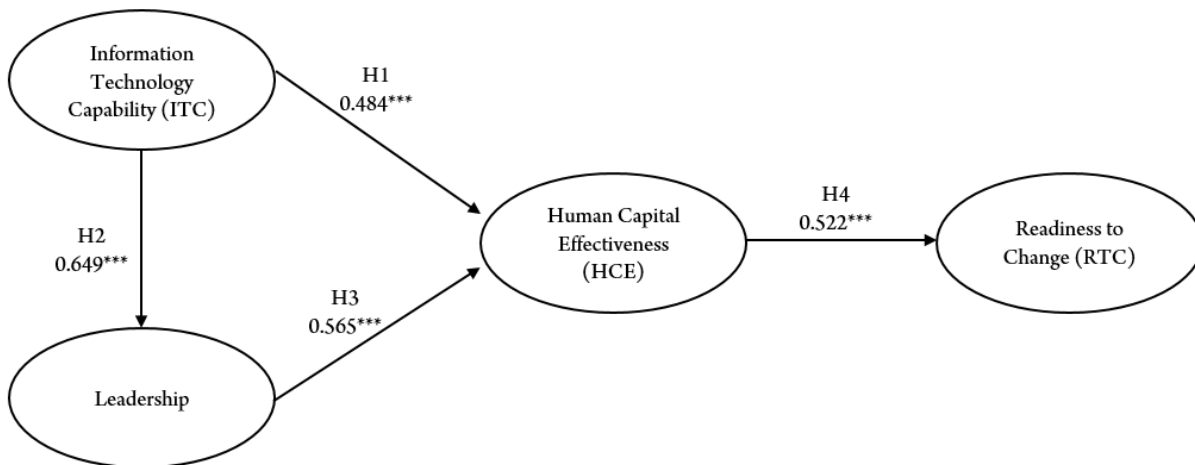 Information
Technology
Capability (ITC)
H1
0.484***
H2
0.649***
Human Capital
Effectiveness
(HCE)
H4
0.522***
Readiness to
Change (RTC)
H3
0.565***
Leadership